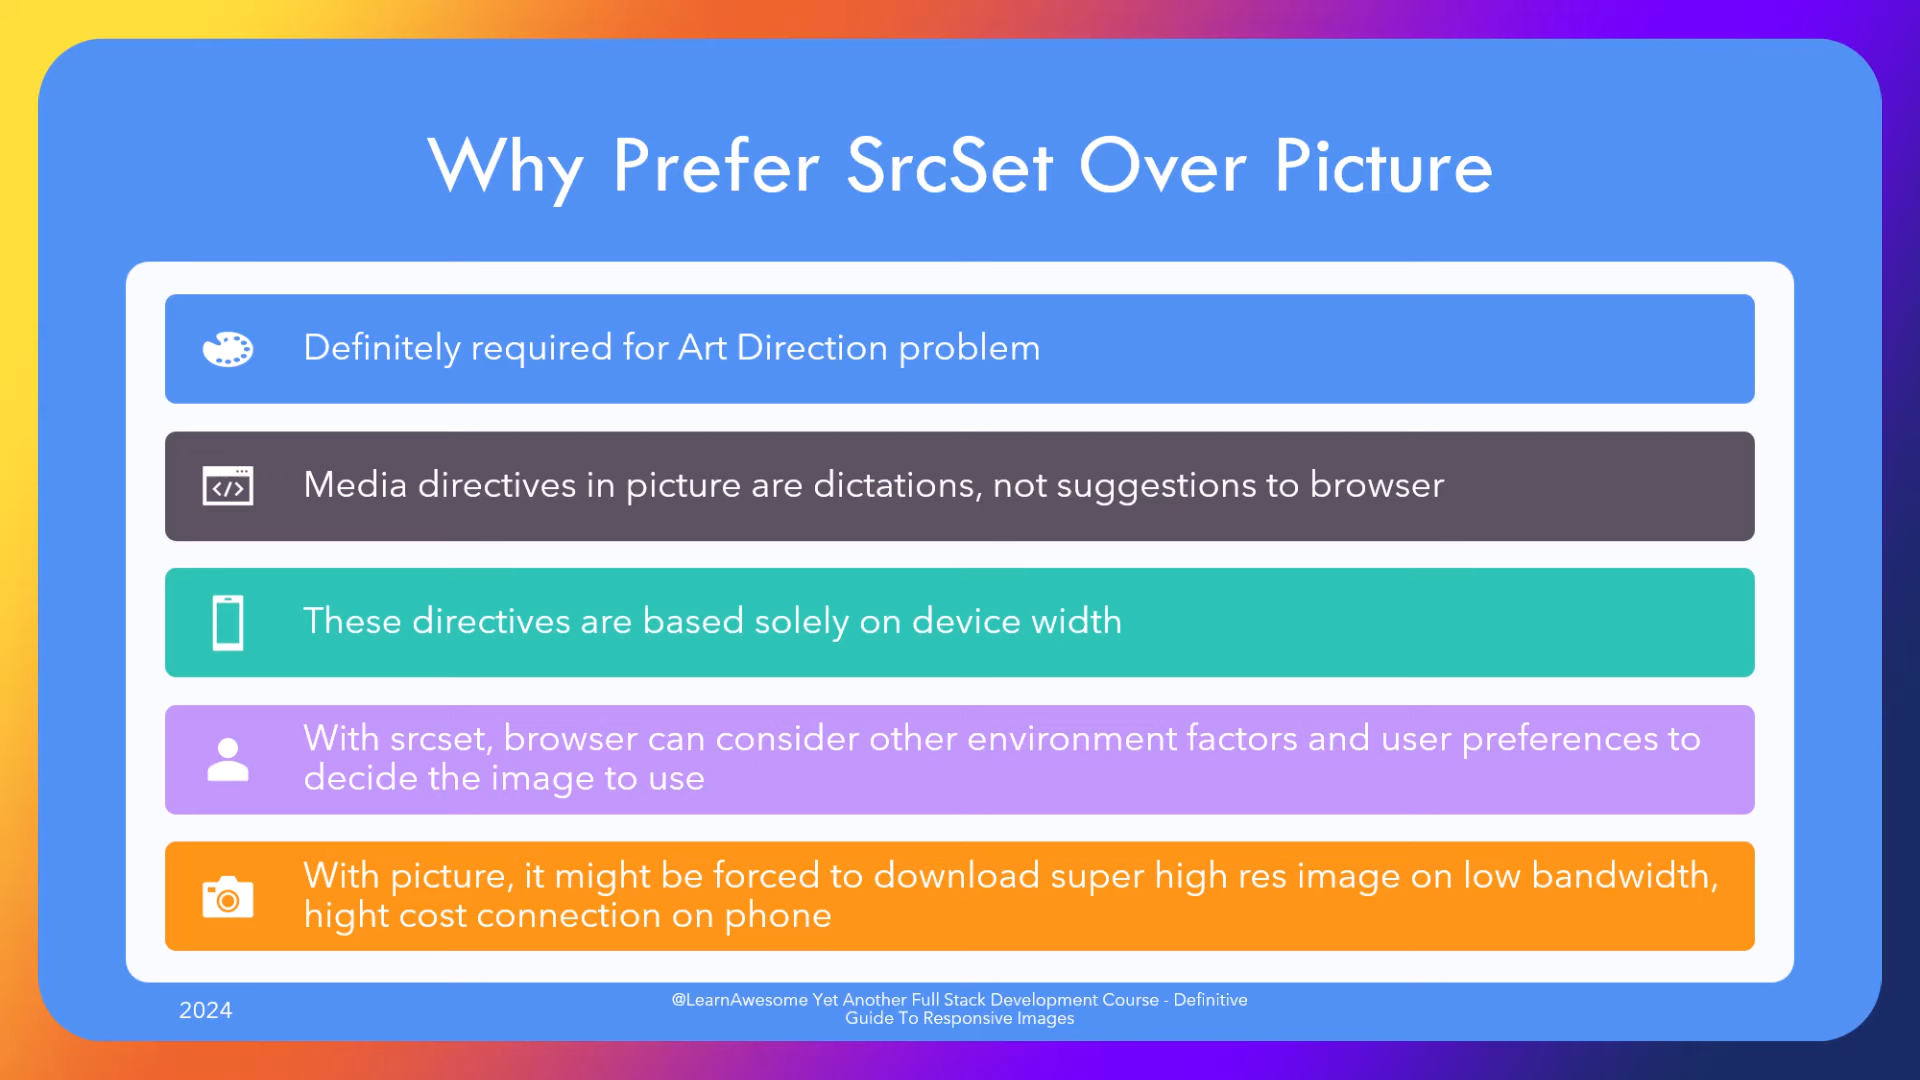 Why Prefer SrcSet Over Picture
Definitely required for Art Direction problem
</>
Media directives in picture are dictations, not suggestions to browser
These directives are based solely on device width
With srcset, browser can consider other environment factors and user preferences to
decide the image to use
With picture, it might be forced to download super high res image on low bandwidth,
hight cost connection on phone
2024
@LearnAwesome Yet Another Full Stack Development Course - Definitive
Guide To Responsive Images